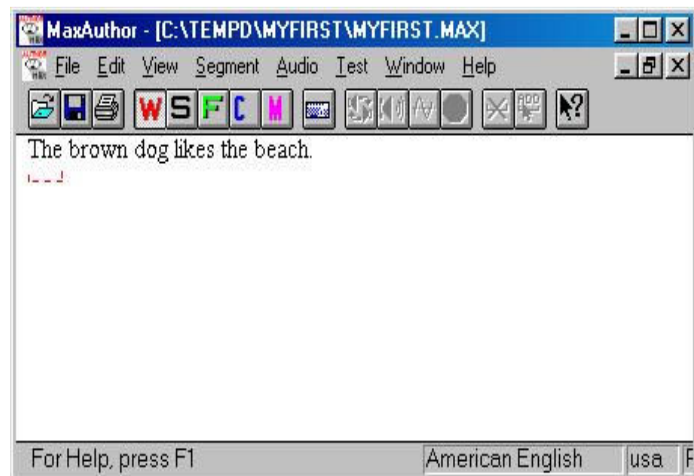 MaxAuthor - [C:\TEMPD\MYFIRST\MYFIRST.MAX]
File Edit View Segment Audio Test Window Help
W S F C M
The brown dog likes the beach.
For Help, press F1 American English usa